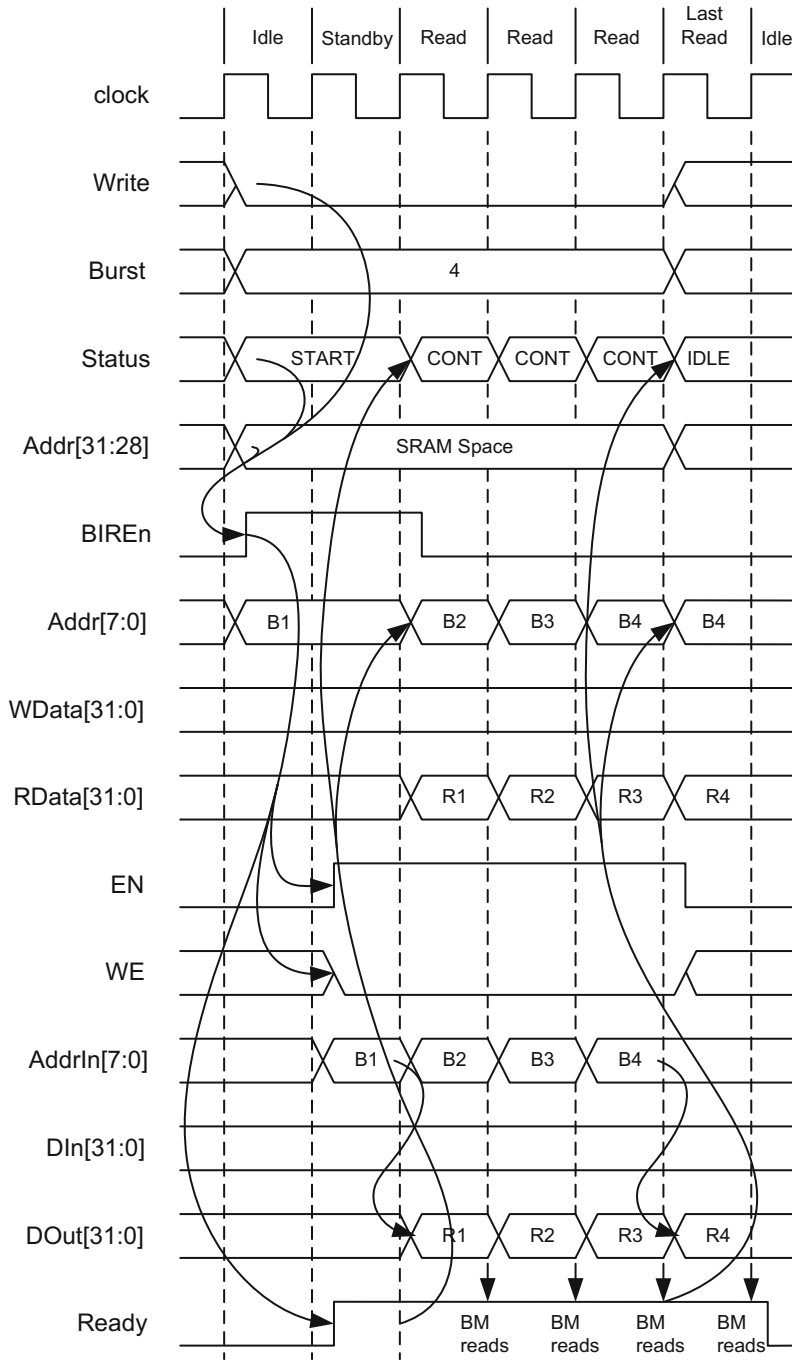 Idle Standby Read Read Read Last Read Idle
clock
Write
Burst 4
Status START CONT CONT CONT IDLE
Addr[31:28] SRAM Space
BIREn
Addr[7:0] B1 B2 B3 B4 B4
WData[31:0]
RData[31:0] R1 R2 R3 R4
EN
WE
AddrIn[7:0] B1 B2 B3 B4
DIn[31:0]
DOut[31:0] R1 R2 R3 R4
Ready BM reads BM reads BM reads BM reads